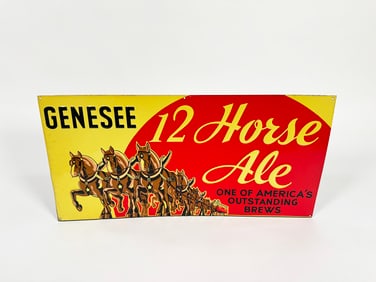 GENESEE
12 Horse
Ale
ONE OF AMERICA'S
OUTSTANDING
BREWS